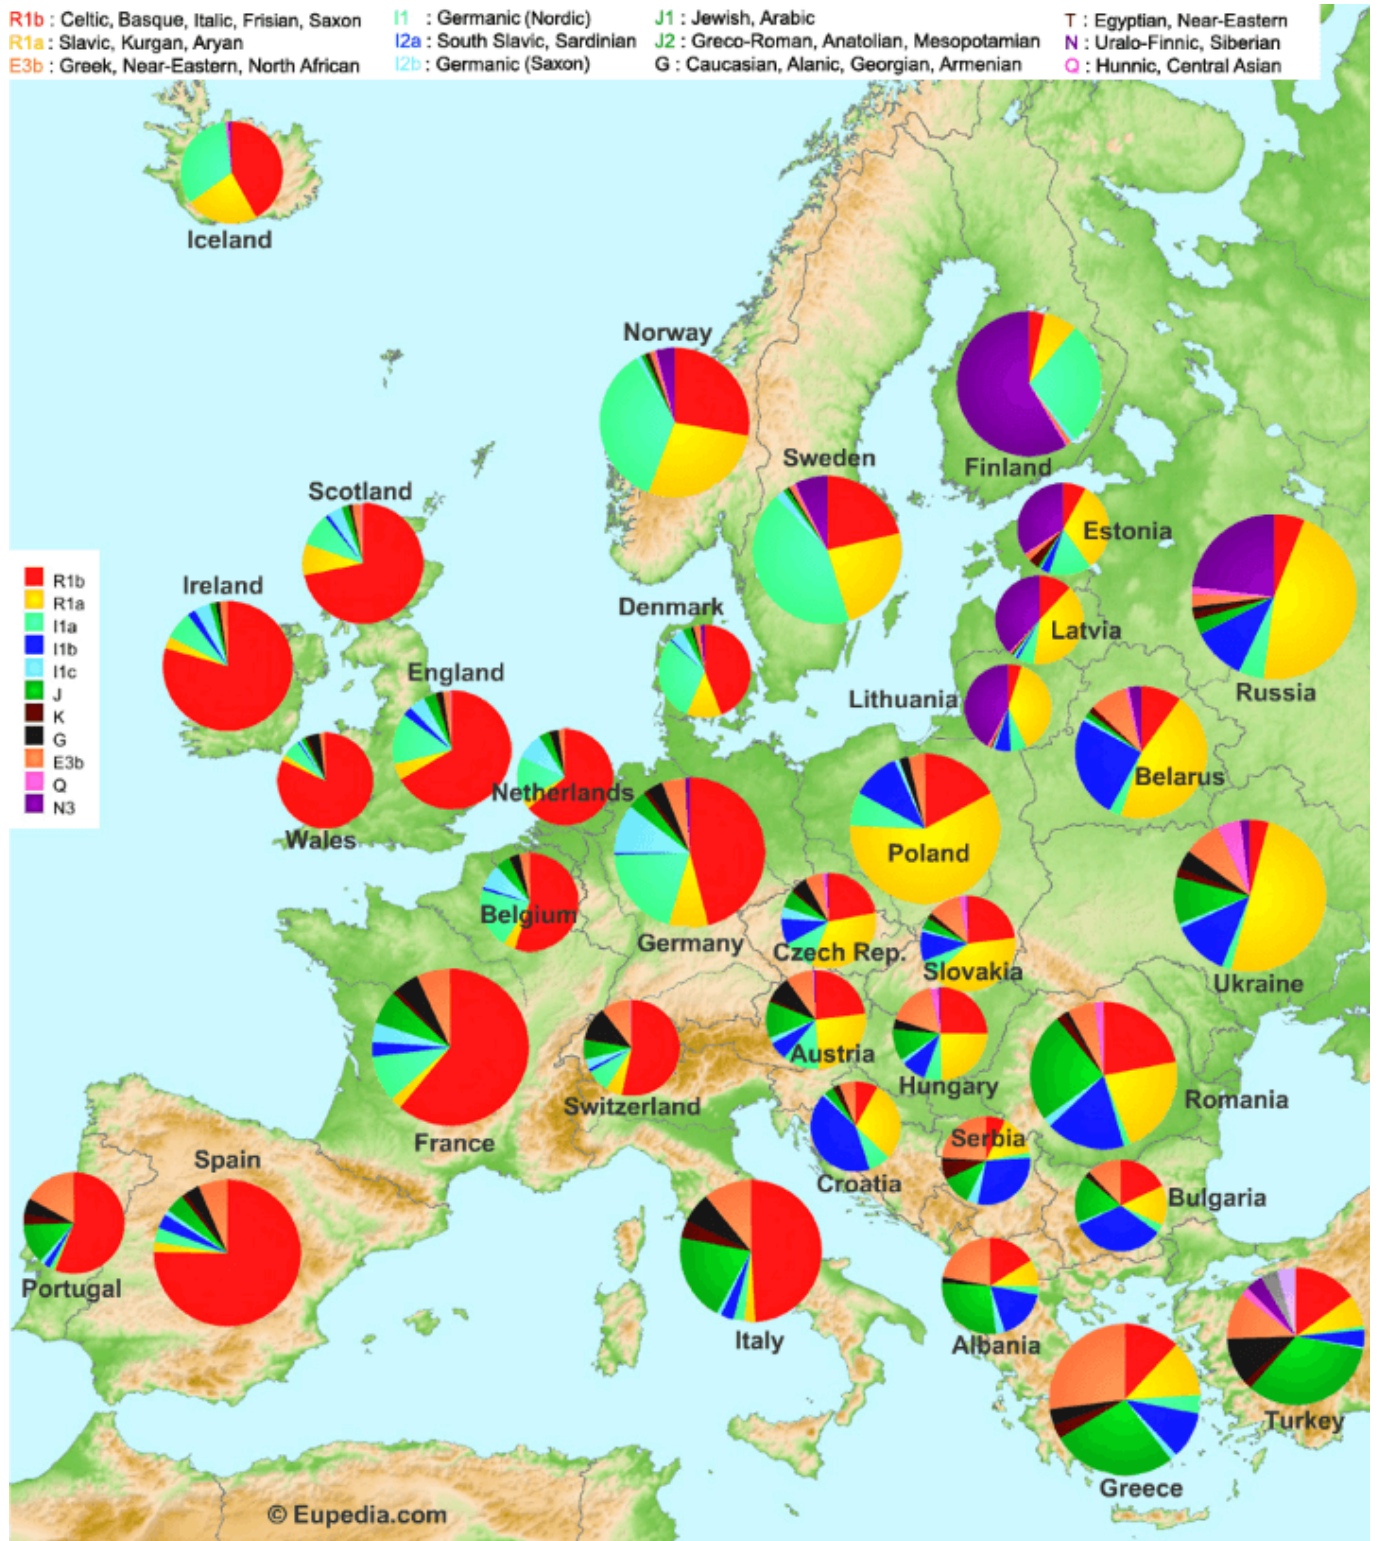 R1b : Celtic, Basque, Italic, Frisian, Saxon
R1a : Slavic, Kurgan, Aryan
E3b : Greek, Near-Eastern, North African
I1 : Germanic (Nordic)
I2a : South Slavic, Sardinian
I2b : Germanic (Saxon)
J1 : Jewish, Arabic
J2 : Greco-Roman, Anatolian, Mesopotamian
G : Caucasian, Alanic, Georgian, Armenian
T : Egyptian, Near-Eastern
N : Uralo-Finnic, Siberian
Q : Hunnic, Central Asian
Iceland
Norway
Sweden
Finland
Scotland
Estonia
Ireland
Denmark
Latvia
England
Lithuania
Russia
R1b
R1a
I1a
I1b
I1c
J
K
G
E3b
Q
N3
Netherlands
Belarus
Wales
Poland
Belgium
Germany
Czech Rep.
Slovakia
Ukraine
Austria
Hungary
Romania
France
Switzerland
Serbia
Spain
Croatia
Bulgaria
Portugal
Italy
Albania
Turkey
Greece
© Eupedia.com